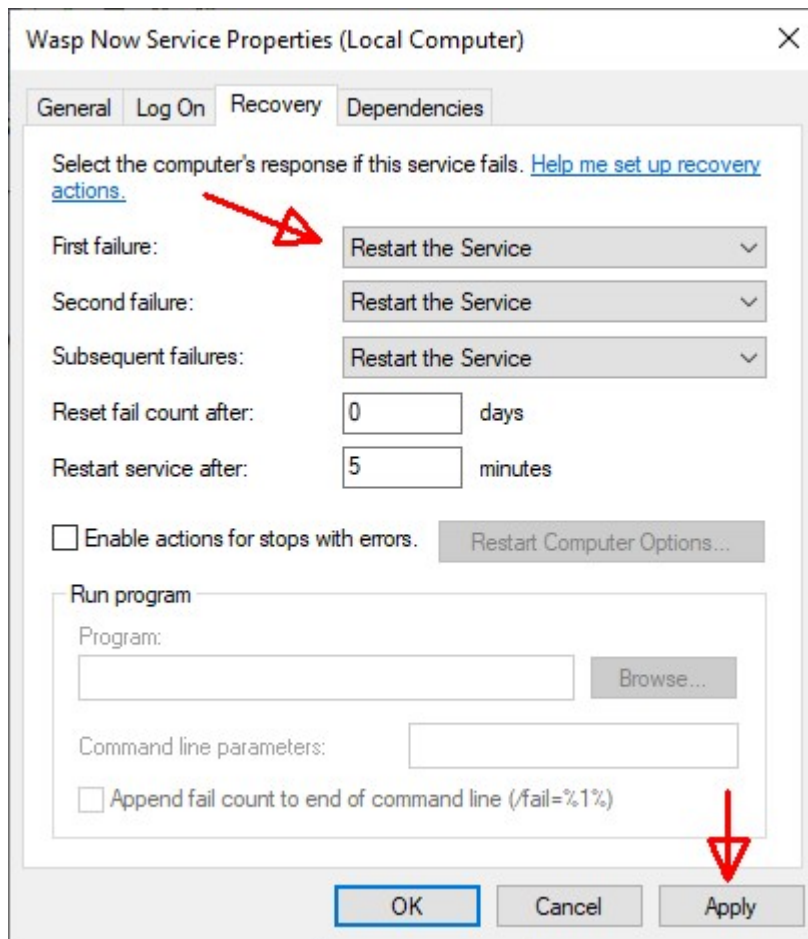 Wasp Now Service Properties (Local Computer)
General Log On Recovery Dependencies
Select the computer's response if this service fails. Help me set up recovery
actions.
First failure: Restart the Service
Second failure: Restart the Service
Subsequent failures: Restart the Service
Reset fail count after: 0 days
Restart service after: 5 minutes
Enable actions for stops with errors. Restart Computer Options...
Run program
Program:
Browse...
Command line parameters:
Append fail count to end of command line (/fail=%1%)
OK Cancel Apply